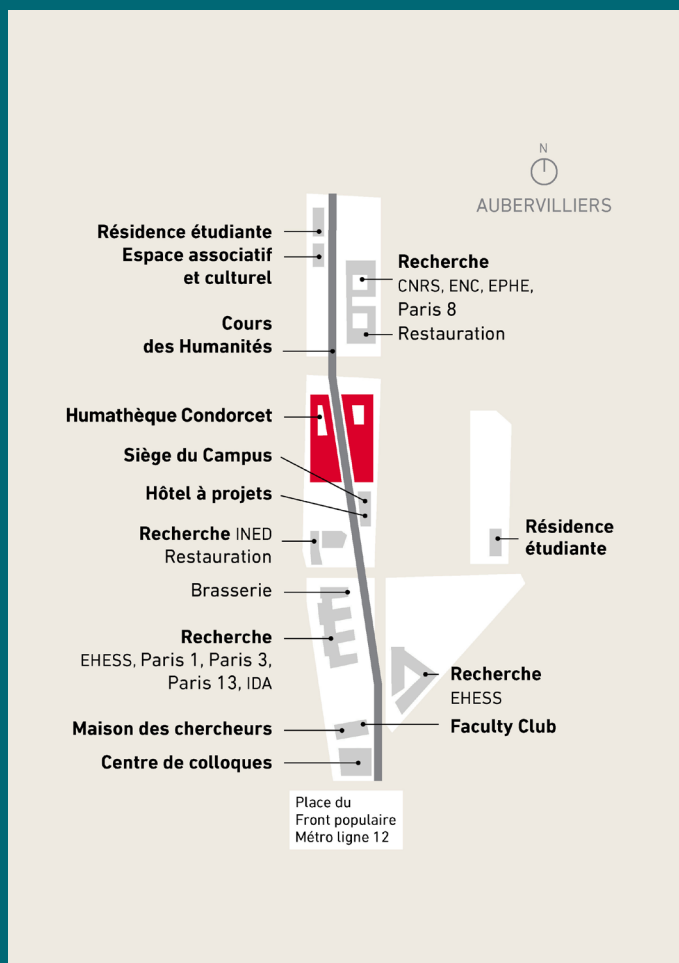 N
AUBERVILLIERS
Résidence étudiante
Espace associatif
et culturel
Recherche
CNRS, ENC, EPHE,
Paris 8
Restauration
Cours
des Humanités
Humathèque Condorcet
Siège du Campus
Hôtel à projets
Recherche INED
Restauration
Résidence
étudiante
Brasserie
Recherche
EHESS, Paris 1, Paris 3,
Paris 13, IDA
Recherche
EHESS
Maison des chercheurs
Faculty Club
Centre de colloques
Place du
Front populaire
Métro ligne 12